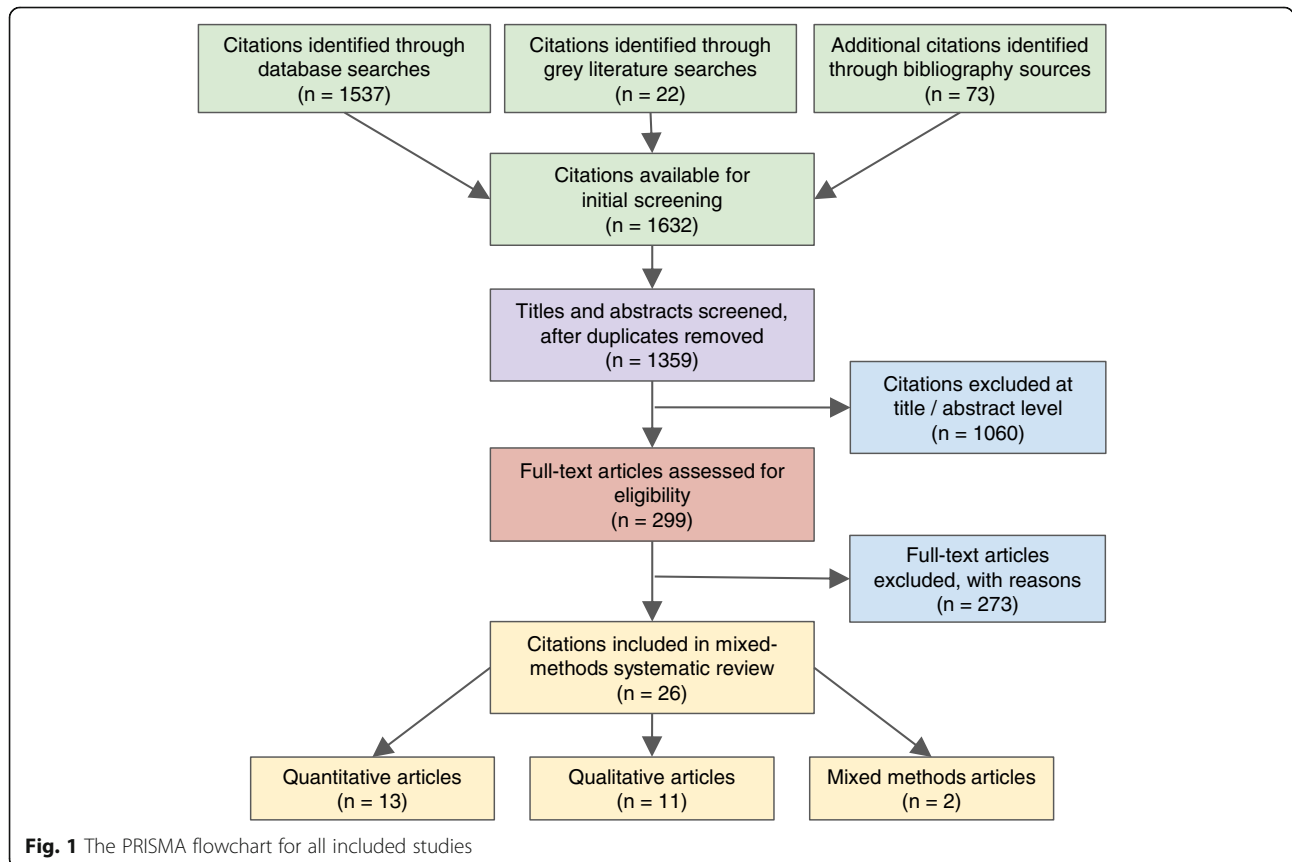 Citations identified through
database searches
(n = 1537)
Citations identified through
grey literature searches
(n = 22)
Additional citations identified
through bibliography sources
(n = 73)
Citations available for
initial screening
(n = 1632)
Titles and abstracts screened,
after duplicates removed
(n = 1359)
Citations excluded at
title / abstract level
(n = 1060)
Full-text articles assessed for
eligibility
(n = 299)
Full-text articles
excluded, with reasons
(n = 273)
Citations included in mixed-
methods systematic review
(n = 26)
Quantitative articles
(n = 13)
Qualitative articles
(n = 11)
Mixed methods articles
(n = 2)
Fig. 1 The PRISMA flowchart for all included studies